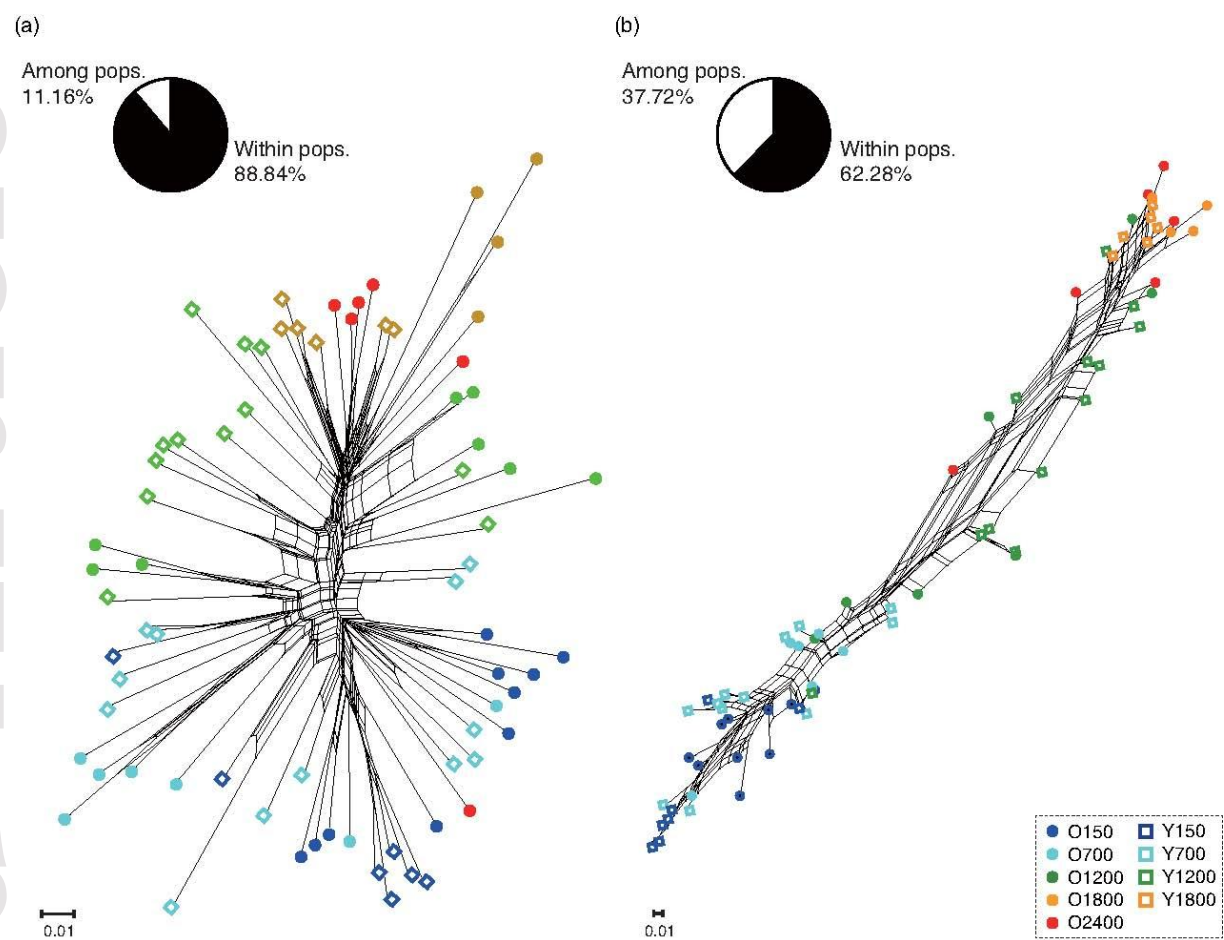 (a)
Among pops.
11.16%
Within pops.
88.84%
0.01
(b)
Among pops.
37.72%
Within pops.
62.28%
0.01
O150 Y150
O700 Y700
O1200 Y1200
O1800 Y1800
O2400